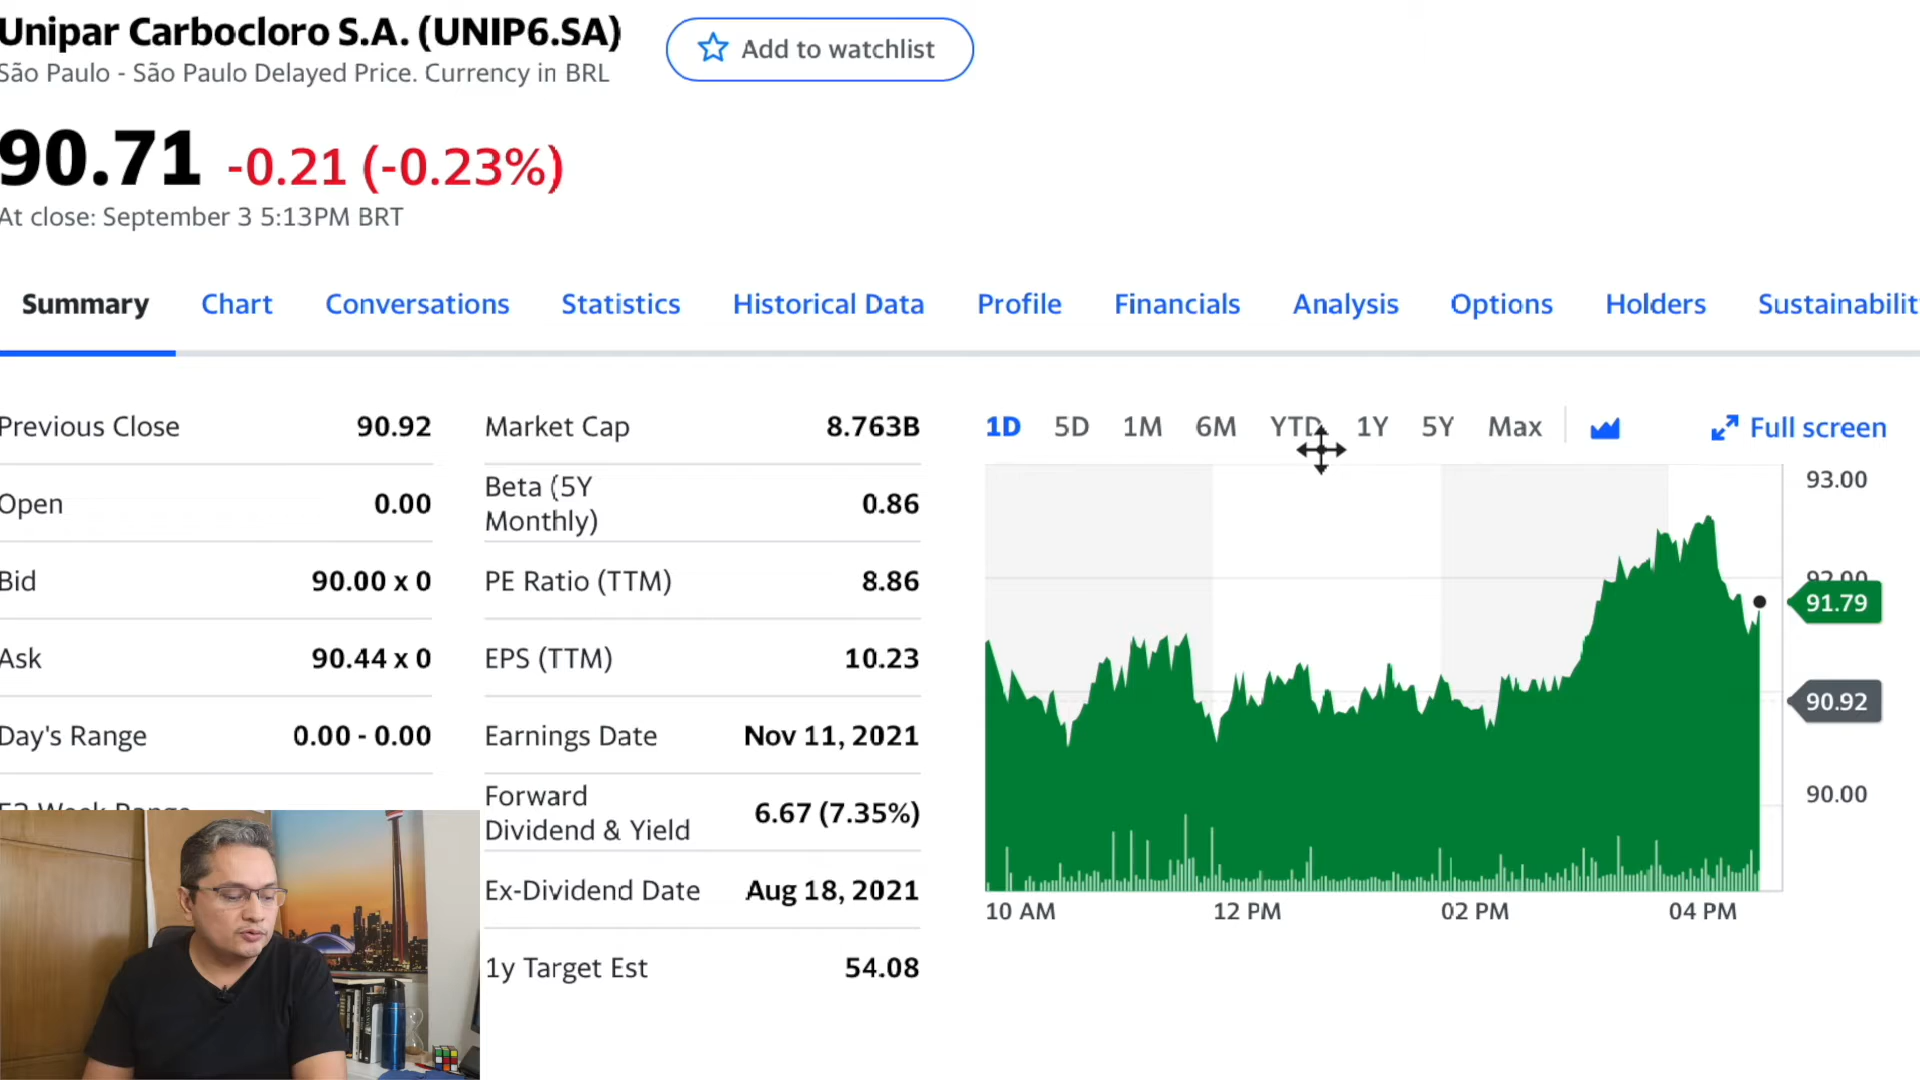 Unipar Carbocloro S.A. (UNIP6.SA)
Add to watchlist
São Paulo - São Paulo Delayed Price. Currency in BRL
90.71 -0.21 (-0.23%)
At close: September 3 5:13PM BRT
Summary Chart Conversations Statistics Historical Data Profile Financials Analysis Options Holders Sustainabilit
Previous Close 90.92
Open 0.00
Bid 90.00 x 0
Ask 90.44 x 0
Day's Range 0.00 - 0.00
Market Cap 8.763B
Beta (5Y
Monthly) 0.86
PE Ratio (TTM) 8.86
EPS (TTM) 10.23
Earnings Date Nov 11, 2021
Forward
Dividend & Yield 6.67 (7.35%)
Ex-Dividend Date Aug 18, 2021
1y Target Est 54.08
1D 5D 1M 6M YTD 1Y 5Y Max Full screen
93.00
92.00
91.79
90.92
90.00
10 AM 12 PM 02 PM 04 PM